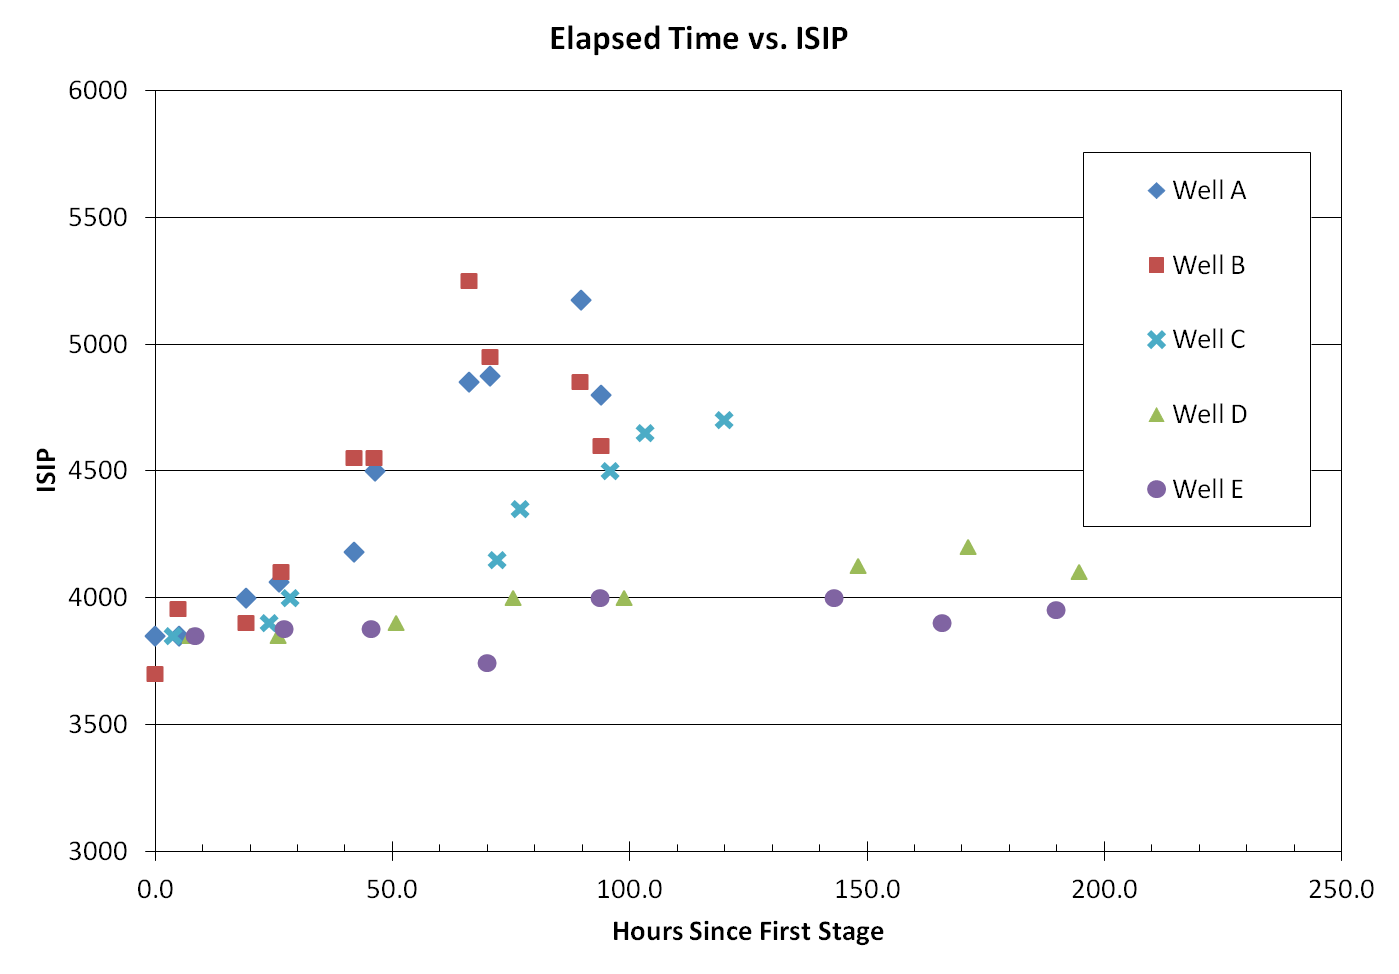 Elapsed Time vs. ISIP
6000
5500
5000
4500
4000
3500
3000
ISIP
Well A
Well B
Well C
Well D
Well E
0.0 50.0 100.0 150.0 200.0 250.0
Hours Since First Stage